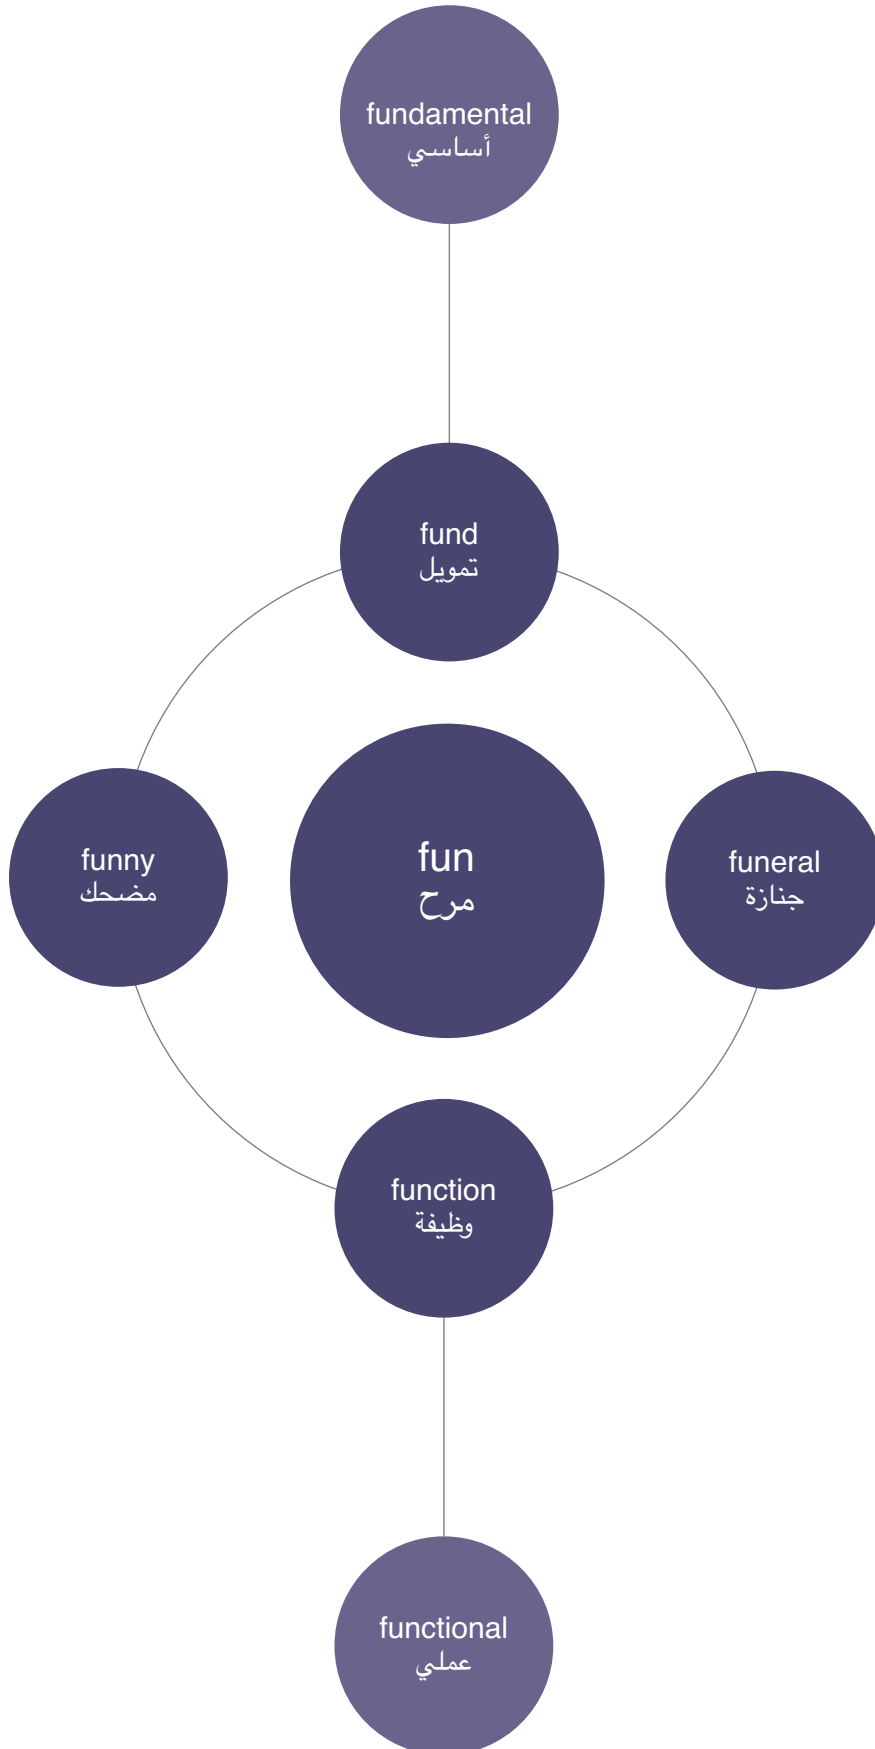 fundamental
أساسي
fund
تمويل
funny
مضحك
fun
مرح
funeral
جنازة
function
وظيفة
functional
عملي